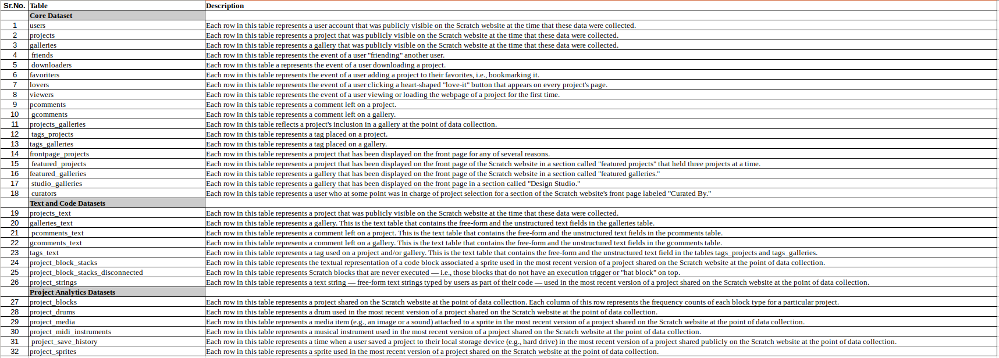 Sr.No. Table Description
Core Dataset
1 users Each row in this table represents a user account that was publicly visible on the Scratch website at the time that these data were collected.
2 projects Each row in this table represents a project that was publicly visible on the Scratch website at the time that these data were collected.
3 galleries Each row in this table represents a gallery that was publicly visible on the Scratch website at the time that these data were collected.
4 friends Each row in this table represents the event of a user "friending" another user.
5 downloaders Each row in this table a represents the event of a user downloading a project.
6 favoriters Each row in this table represents the event of a user adding a project to their favorites, i.e., bookmarking it.
7 lovers Each row in this table represents the event of a user clicking a heart-shaped "love-it" button that appears on every project's page.
8 viewers Each row in this table represents the event of a user viewing or loading the webpage of a project for the first time.
9 pcomments Each row in this table represents a comment left on a project.
10 gcomments Each row in this table represents a comment left on a gallery.
11 projects_galleries Each row in this table reflects a project's inclusion in a gallery at the point of data collection.
12 tags_projects Each row in this table represents a tag placed on a project.
13 tags_galleries Each row in this table represents a tag placed on a gallery.
14 frontpage_projects Each row in this table represents a project that has been displayed on the front page for any of several reasons.
15 featured_projects Each row in this table represents a project that has been displayed on the front page of the Scratch website in a section called "featured projects" that held three projects at a time.
16 featured_galleries Each row in this table represents a gallery that has been displayed on the front page of the Scratch website in a section called "featured galleries."
17 studio_galleries Each row in this table represents a gallery that has been displayed on the front page in a section called "Design Studio."
18 curators Each row in this table represents a user who at some point was in charge of project selection for a section of the Scratch website's front page labeled "Curated By."
Text and Code Datasets
19 projects_text Each row in this table represents a project that was publicly visible on the Scratch website at the time that these data were collected.
20 galleries_text Each row in this table represents a gallery. This is the text table that contains the free-form and the unstructured text fields in the galleries table.
21 pcomments_text Each row in this table represents a comment left on a project. This is the text table that contains the free-form and the unstructured text fields in the pcomments table.
22 gcomments_text Each row in this table represents a comment left on a gallery. This is the text table that contains the free-form and the unstructured text fields in the gcomments table.
23 tags_text Each row in this table represents a tag used on a project and/or gallery. This is the text table that contains the free-form and the unstructured text field in the tables tags_projects and tags_galleries.
24 project_block_stacks Each row in this table represents the textual representation of a code block associated a sprite used in the most recent version of a project shared on the Scratch website at the point of data collection.
25 project_block_stacks_disconnected Each row in this table represents Scratch blocks that are never executed — i.e., those blocks that do not have an execution trigger or "hat block" on top.
26 project_strings Each row in this table represents a text string — free-form text strings typed by users as part of their code — used in the most recent version of a project shared on the Scratch website at the point of data collection.
Project Analytics Datasets
27 project_blocks Each row in this table represents a project shared on the Scratch website at the point of data collection. Each column of this row represents the frequency counts of each block type for a particular project.
28 project_drums Each row in this table represents a drum used in the most recent version of a project shared on the Scratch website at the point of data collection.
29 project_media Each row in this table represents a media item (e.g., an image or a sound) attached to a sprite in the most recent version of a project shared on the Scratch website at the point of data collection.
30 project_midi_instruments Each row in this table represents a musical instrument used in the most recent version of a project shared on the Scratch website at the point of data collection.
31 project_save_history Each row in this table represents a time when a user saved a project to their local storage device (e.g., hard drive) in the most recent version of a project shared publicly on the Scratch website at the point of data collection.
32 project_sprites Each row in this table represents a sprite used in the most recent version of a project shared on the Scratch website at the point of data collection.